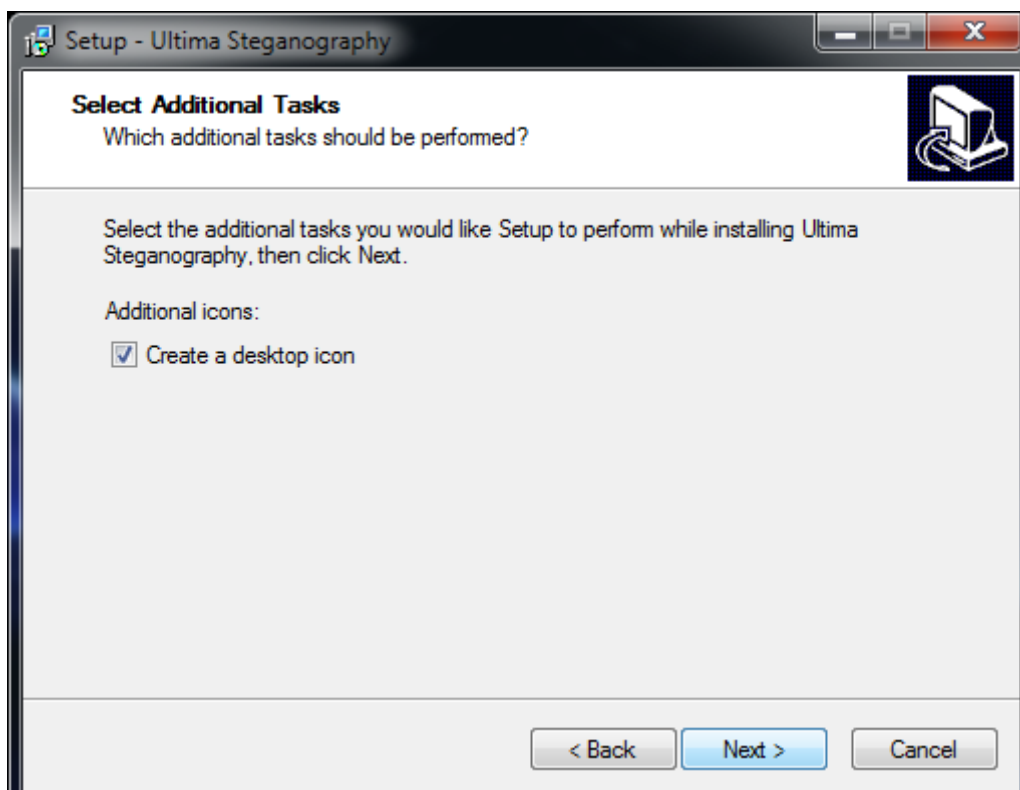 Setup - Ultima Steganography
Select Additional Tasks
Which additional tasks should be performed?
Select the additional tasks you would like Setup to perform while installing Ultima
Steganography, then click Next.
Additional icons:
Create a desktop icon
< Back
Next >
Cancel